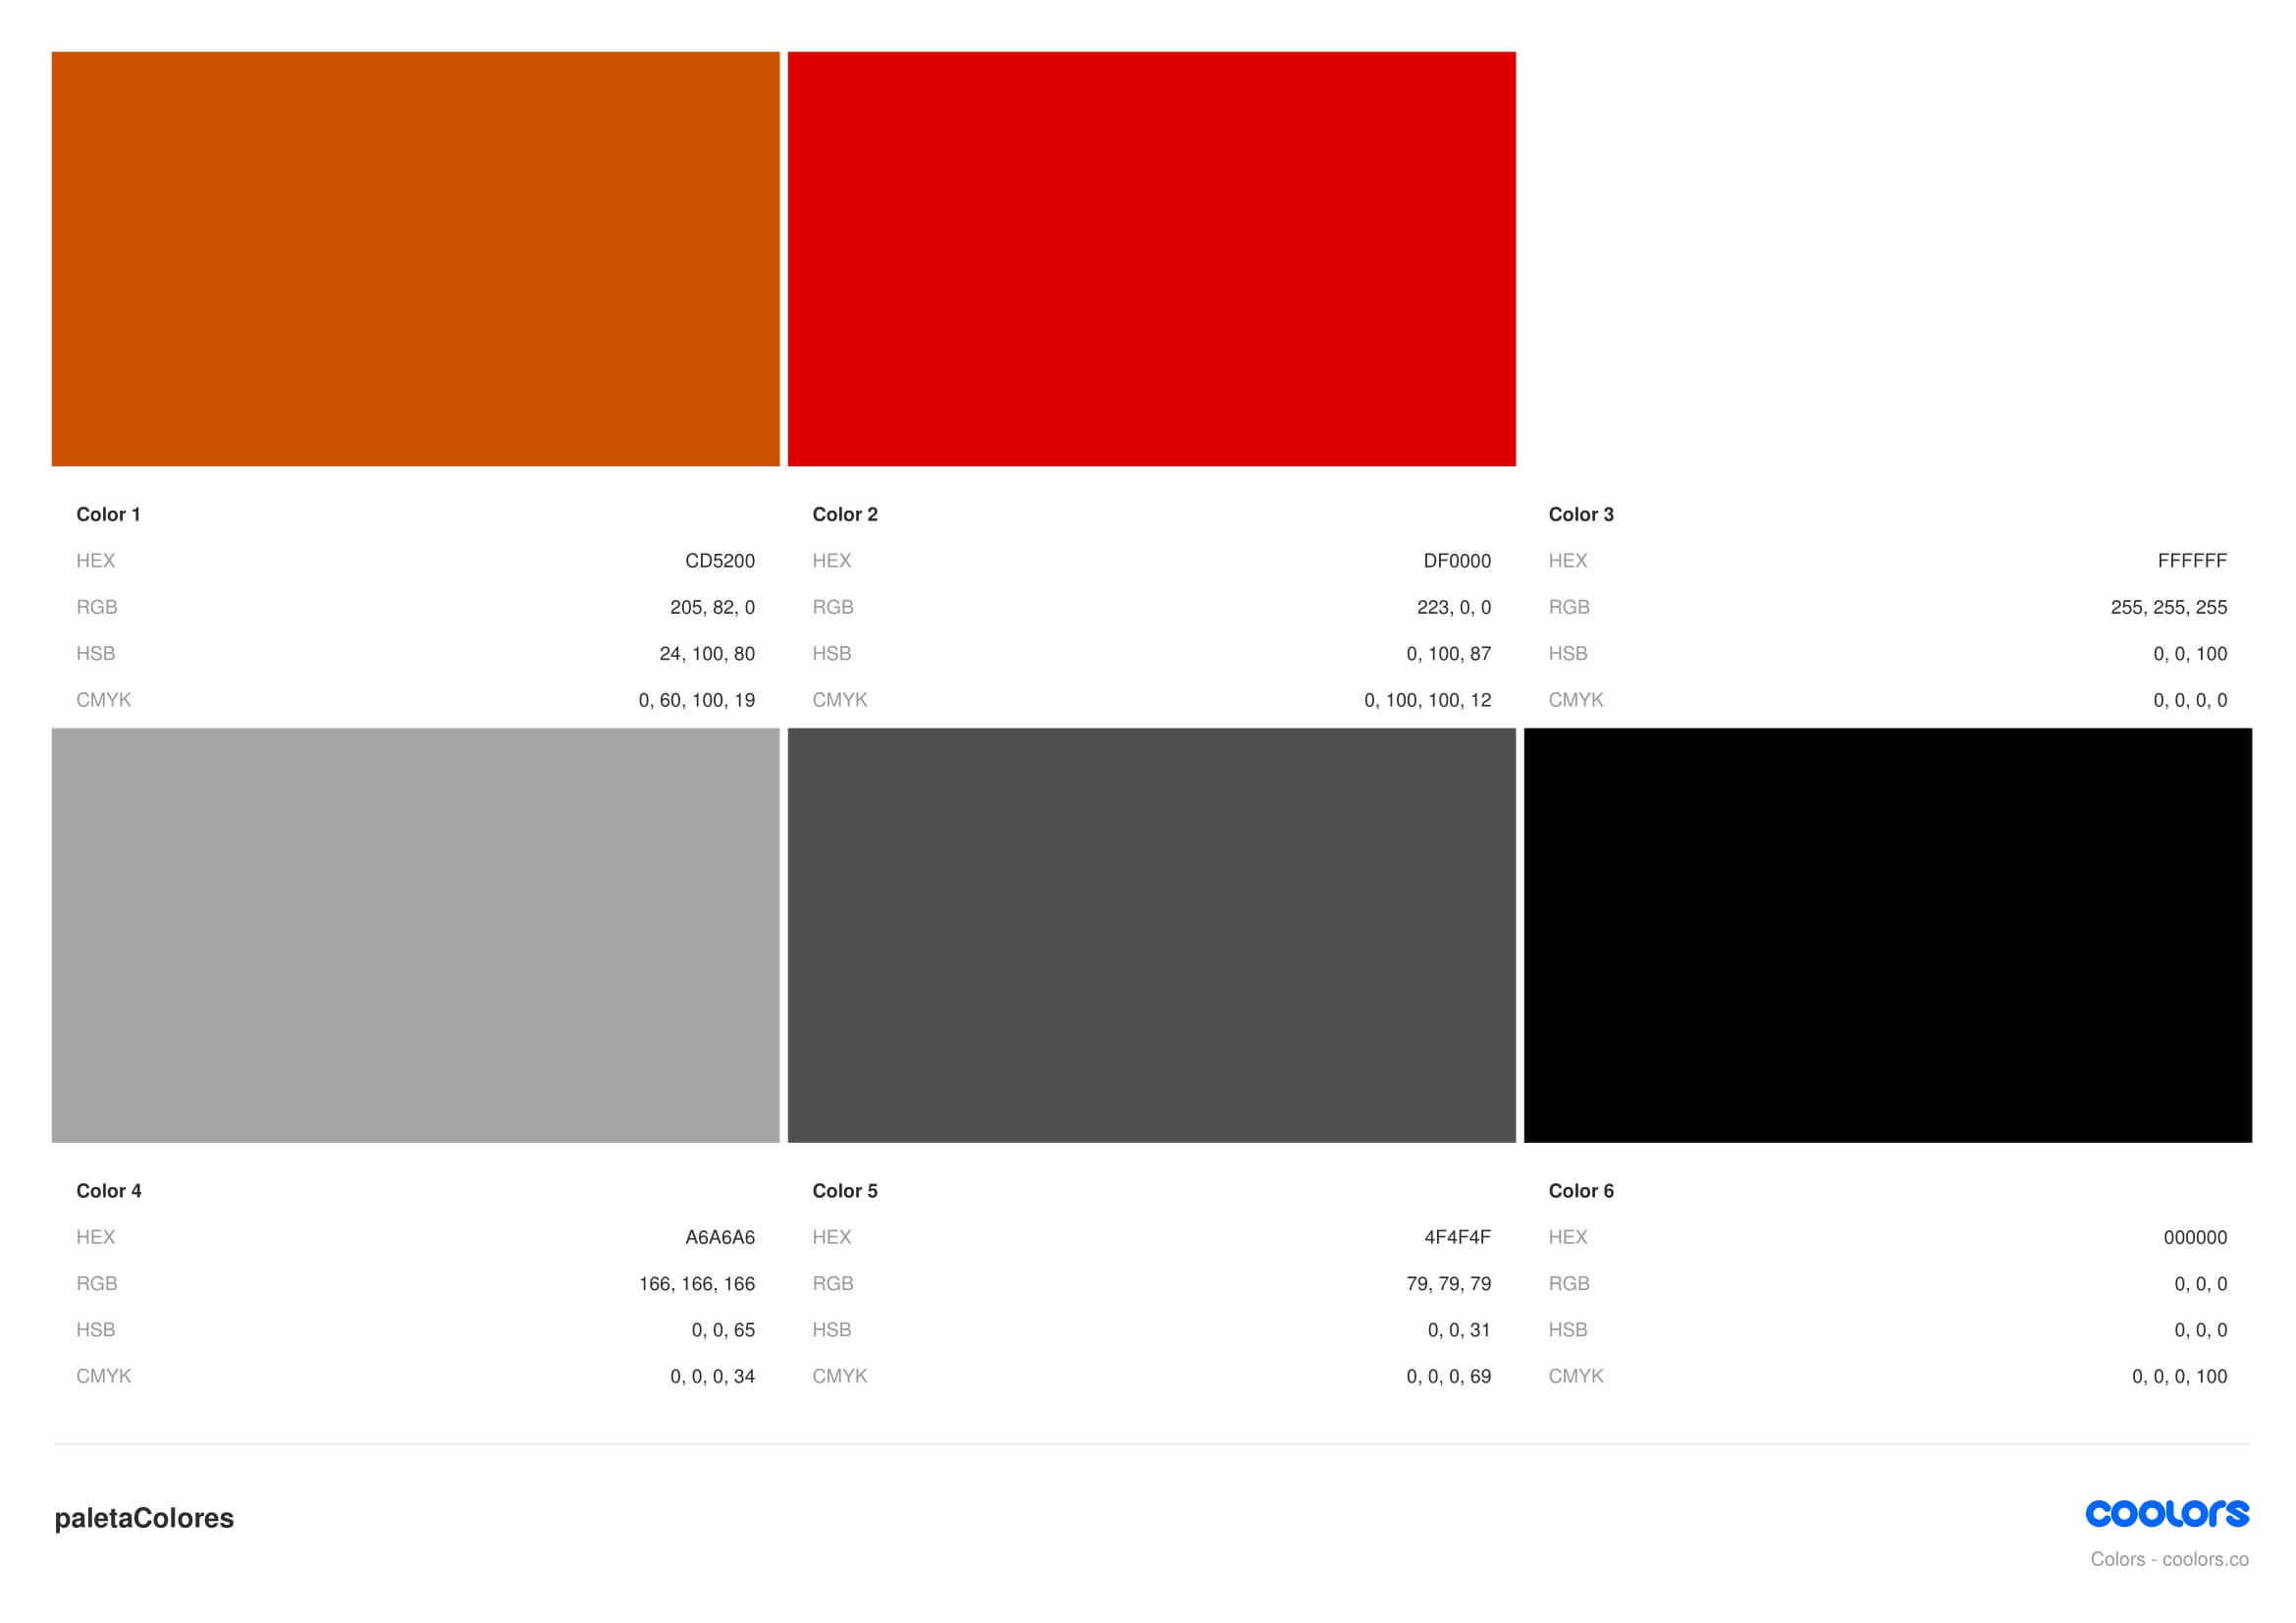 Color 1
HEX CD5200
RGB 205, 82, 0
HSB 24, 100, 80
CMYK 0, 60, 100, 19
Color 2
HEX DF0000
RGB 223, 0, 0
HSB 0, 100, 87
CMYK 0, 100, 100, 12
Color 3
HEX FFFFFF
RGB 255, 255, 255
HSB 0, 0, 100
CMYK 0, 0, 0, 0
Color 4
HEX A6A6A6
RGB 166, 166, 166
HSB 0, 0, 65
CMYK 0, 0, 0, 34
Color 5
HEX 4F4F4F
RGB 79, 79, 79
HSB 0, 0, 31
CMYK 0, 0, 0, 69
Color 6
HEX 000000
RGB 0, 0, 0
HSB 0, 0, 0
CMYK 0, 0, 0, 100
paletaColores
coolors
Colors - coolors.co